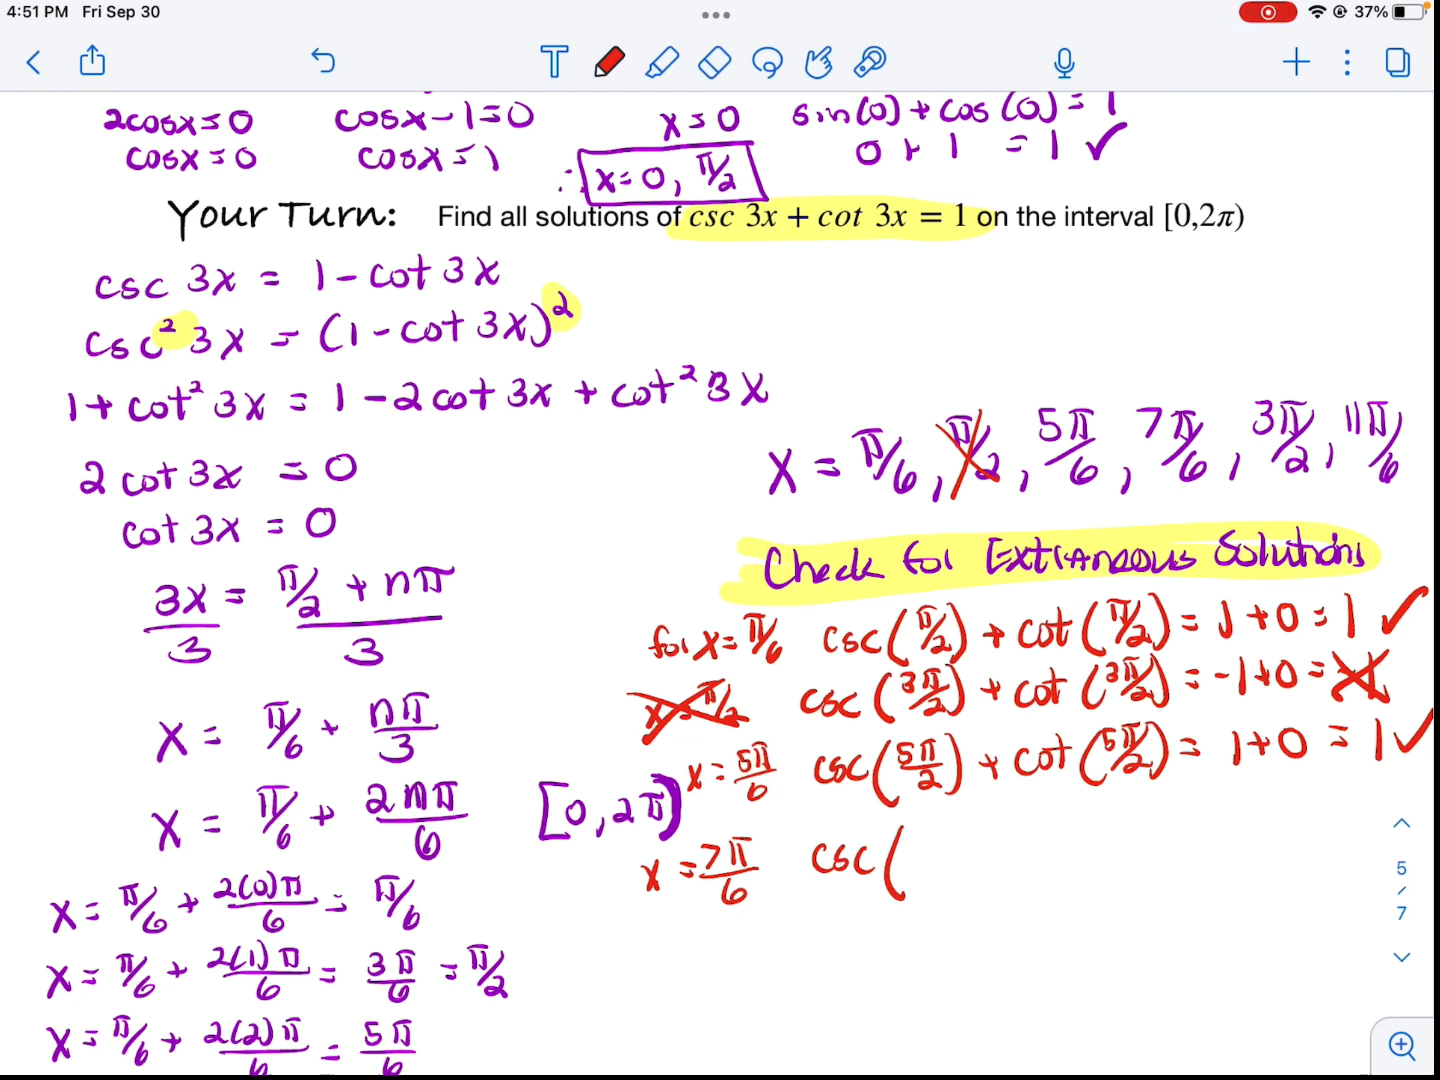 4:51 PM Fri Sep 30
37%
2cosx=0 cosx-1=0 x=0 sin(0)+cos(0)=1
cosx=0 cosx=1 ∴ x=0, π/2 0+1=1 ✓
Your Turn: Find all solutions of csc 3x + cot 3x = 1 on the interval [0,2π)
csc 3x = 1 - cot 3x
csc² 3x = (1 - cot 3x)²
1 + cot² 3x = 1 - 2 cot 3x + cot² 3x
2 cot 3x = 0
cot 3x = 0
3x/3 = (π/2 + nπ)/3
x = π/6 + nπ/3
x = π/6 + 2nπ/6 [0, 2π)
x = π/6 + 2(0)π/6 = π/6
x = π/6 + 2(1)π/6 = 3π/6 = π/2
x = π/6 + 2(2)π/6 = 5π/6
x = π/6, π/2, 5π/6, 7π/6, 3π/2, 11π/6
Check for Extraneous Solutions
for x = π/6 csc(π/2) + cot(π/2) = 1+0 = 1 ✓
x = π/2 csc(3π/2) + cot(3π/2) = -1+0 = -1
x = 5π/6 csc(5π/2) + cot(5π/2) = 1+0 = 1 ✓
x = 7π/6 csc(
5
/
7